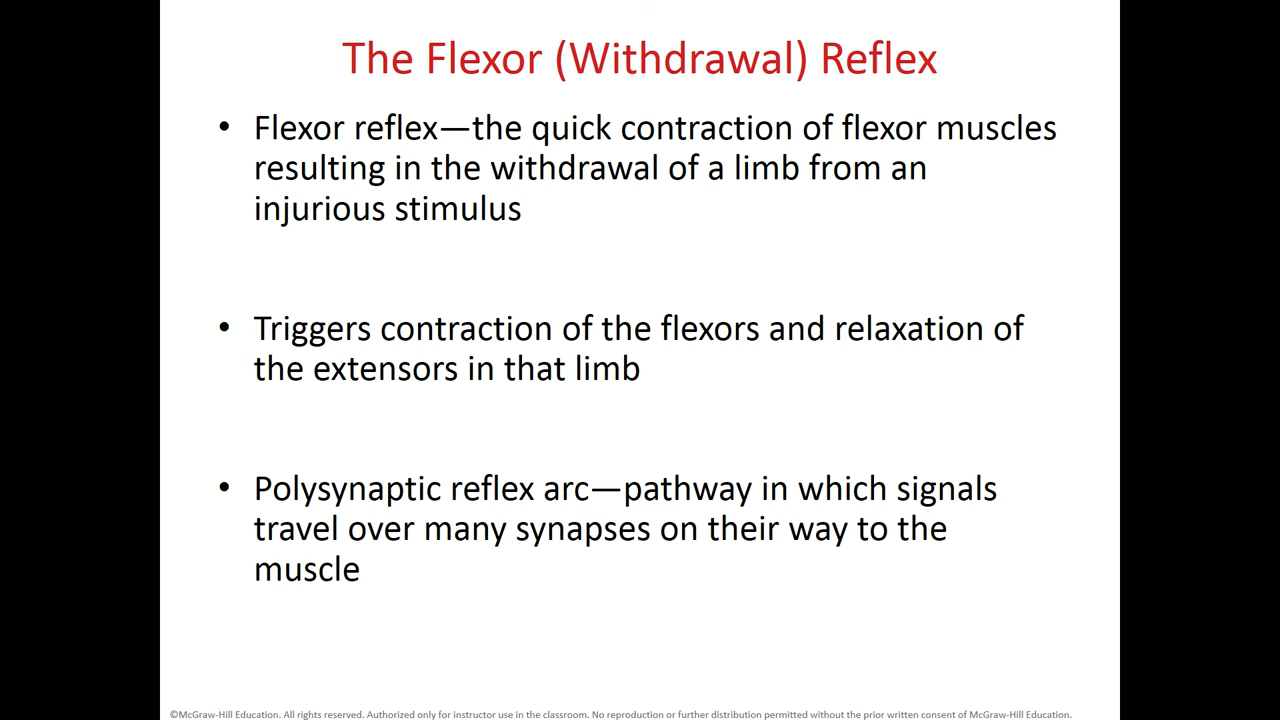 The Flexor (Withdrawal) Reflex
• Flexor reflex—the quick contraction of flexor muscles
resulting in the withdrawal of a limb from an
injurious stimulus
• Triggers contraction of the flexors and relaxation of
the extensors in that limb
• Polysynaptic reflex arc—pathway in which signals
travel over many synapses on their way to the
muscle
©McGraw-Hill Education. All rights reserved. Authorized only for instructor use in the classroom. No reproduction or further distribution permitted without the prior written consent of McGraw-Hill Education.